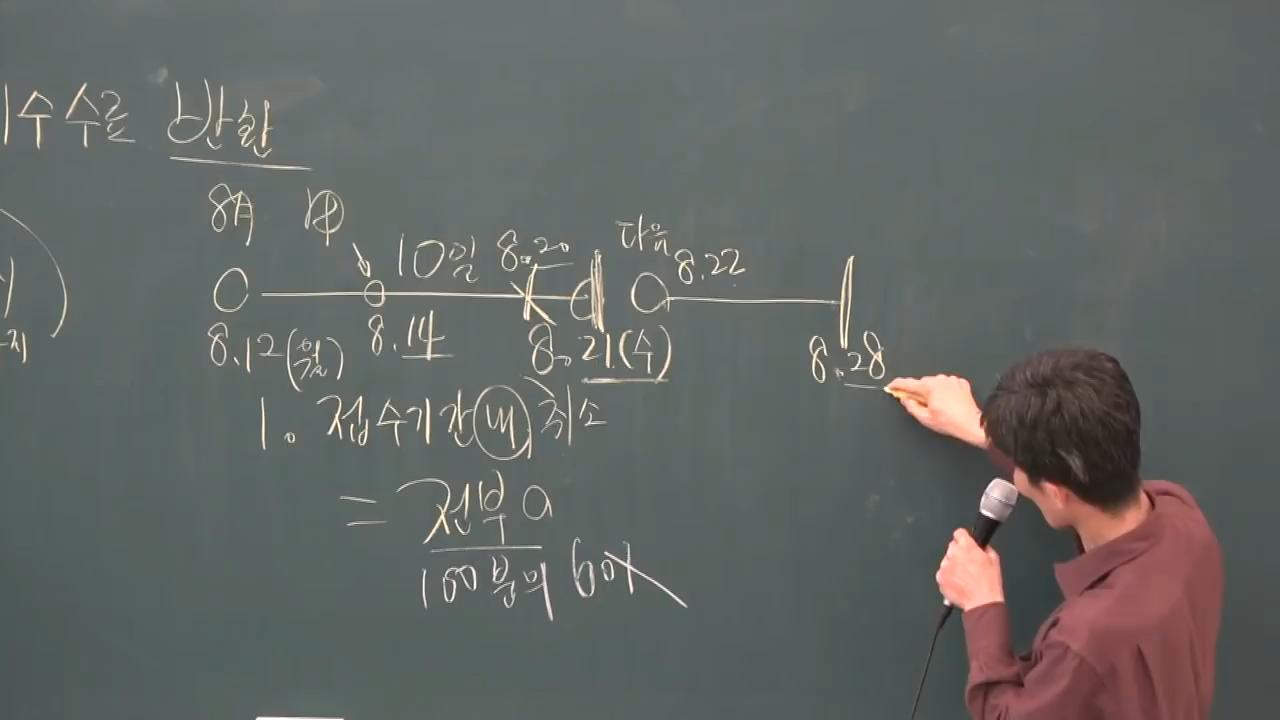 수수료 반환
8月 甲
10일 8.20 다음 8.22
8.12(월) 8.14 8.21(수) 8.28
1. 접수기간 내 취소
= 전부 O
100분의 60 X